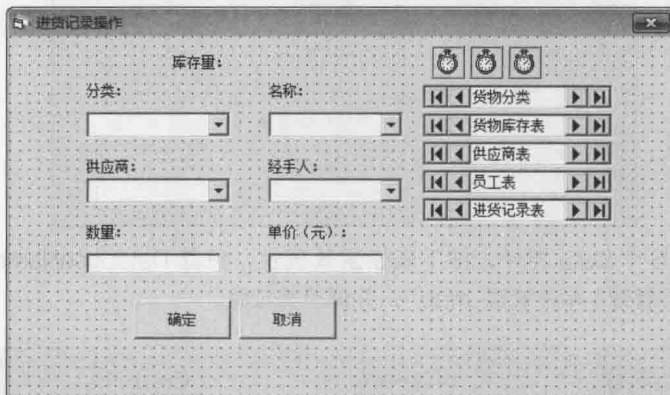 进货记录操作
库存量：
分类：
名称：
供应商：
经手人：
数量：
单价（元）：
确定
取消
货物分类
货物库存表
供应商表
员工表
进货记录表